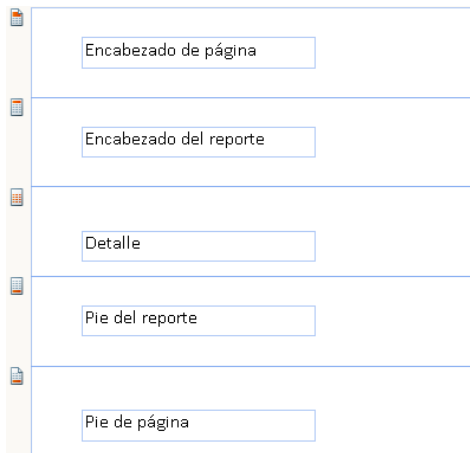 Encabezado de página
Encabezado del reporte
Detalle
Pie del reporte
Pie de página